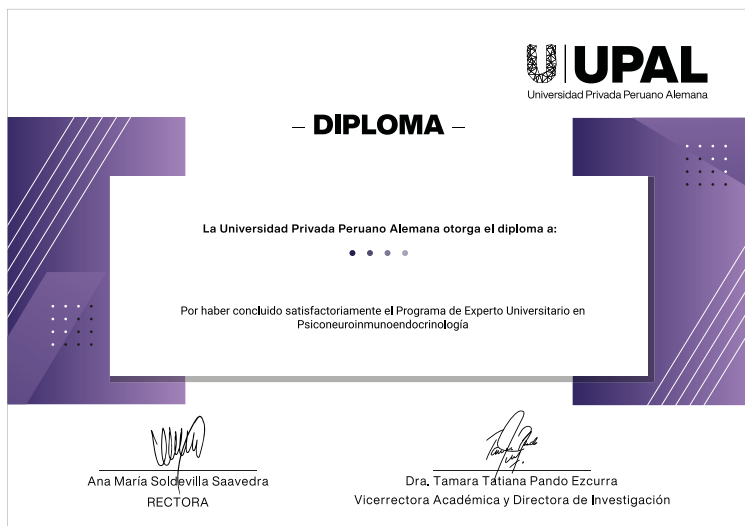 UPAL
Universidad Privada Peruano Alemana
– DIPLOMA –
La Universidad Privada Peruano Alemana otorga el diploma a:
Por haber concluido satisfactoriamente el Programa de Experto Universitario en
Psiconeuroinmunoendocrinología
Ana María Soldevilla Saavedra
RECTORA
Dra. Tamara Tatiana Pando Ezcurra
Vicerrectora Académica y Directora de Investigación